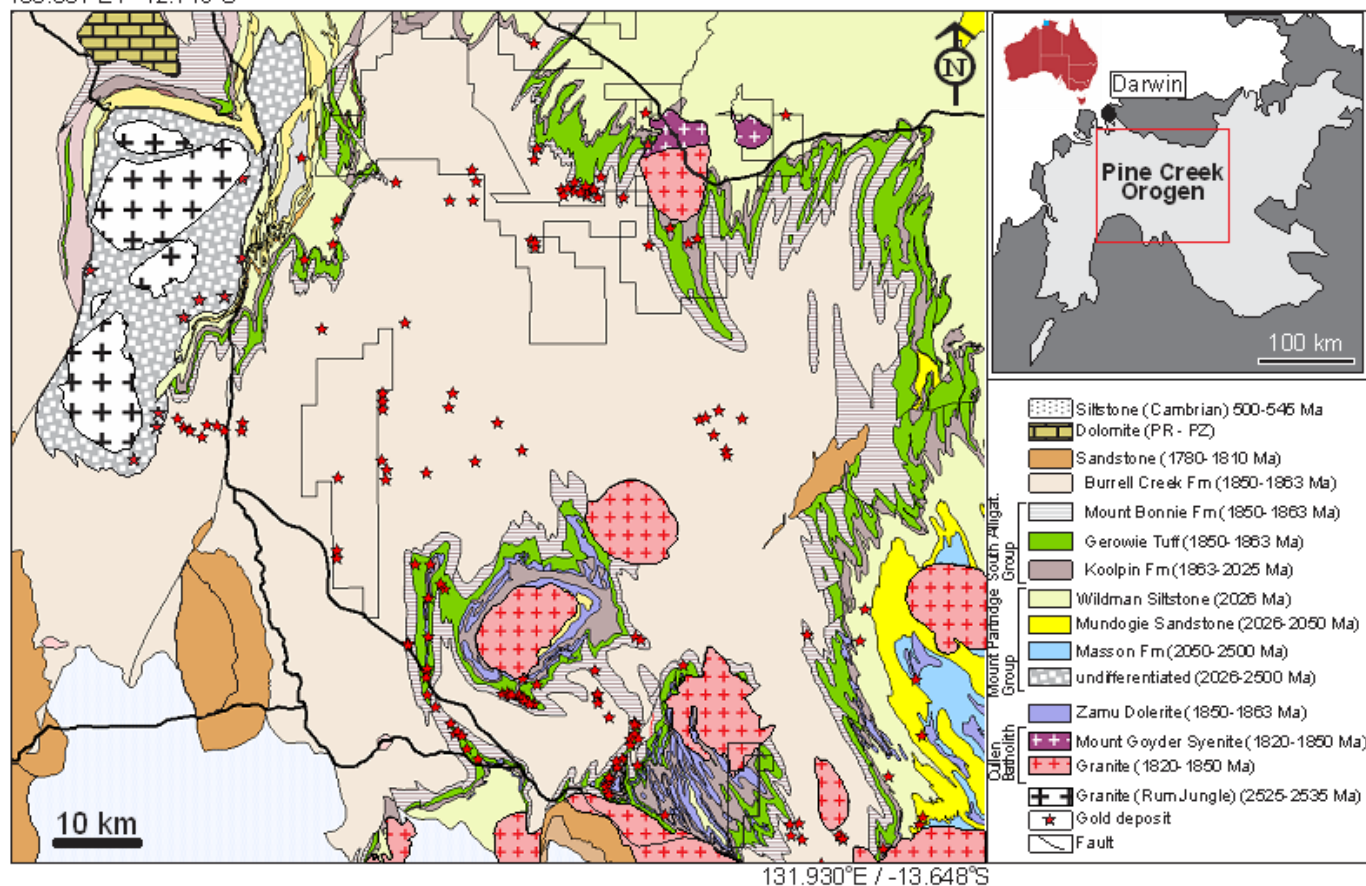 N
Darwin
Pine Creek
Orogen
100 km
Siltstone (Cambrian) 500-545 Ma
Dolomite (PR - PZ)
Sandstone (1780-1810 Ma)
Burrell Creek Fm (1850-1863 Ma)
Mount Bonnie Fm (1850-1863 Ma)
Gerowie Tuff (1850-1863 Ma)
Koolpin Fm (1863-2025 Ma)
South Alligat.
Group
Wildman Siltstone (2026 Ma)
Mundogie Sandstone (2026-2050 Ma)
Masson Fm (2050-2500 Ma)
undifferentiated (2026-2500 Ma)
Mount Partridge
Group
Zamu Dolerite (1850-1863 Ma)
Mount Goyder Syenite (1820-1850 Ma)
Granite (1820-1850 Ma)
Cullen
Batholith
Granite (Rum Jungle) (2525-2535 Ma)
Gold deposit
Fault
10 km
131.930°E / -13.648°S